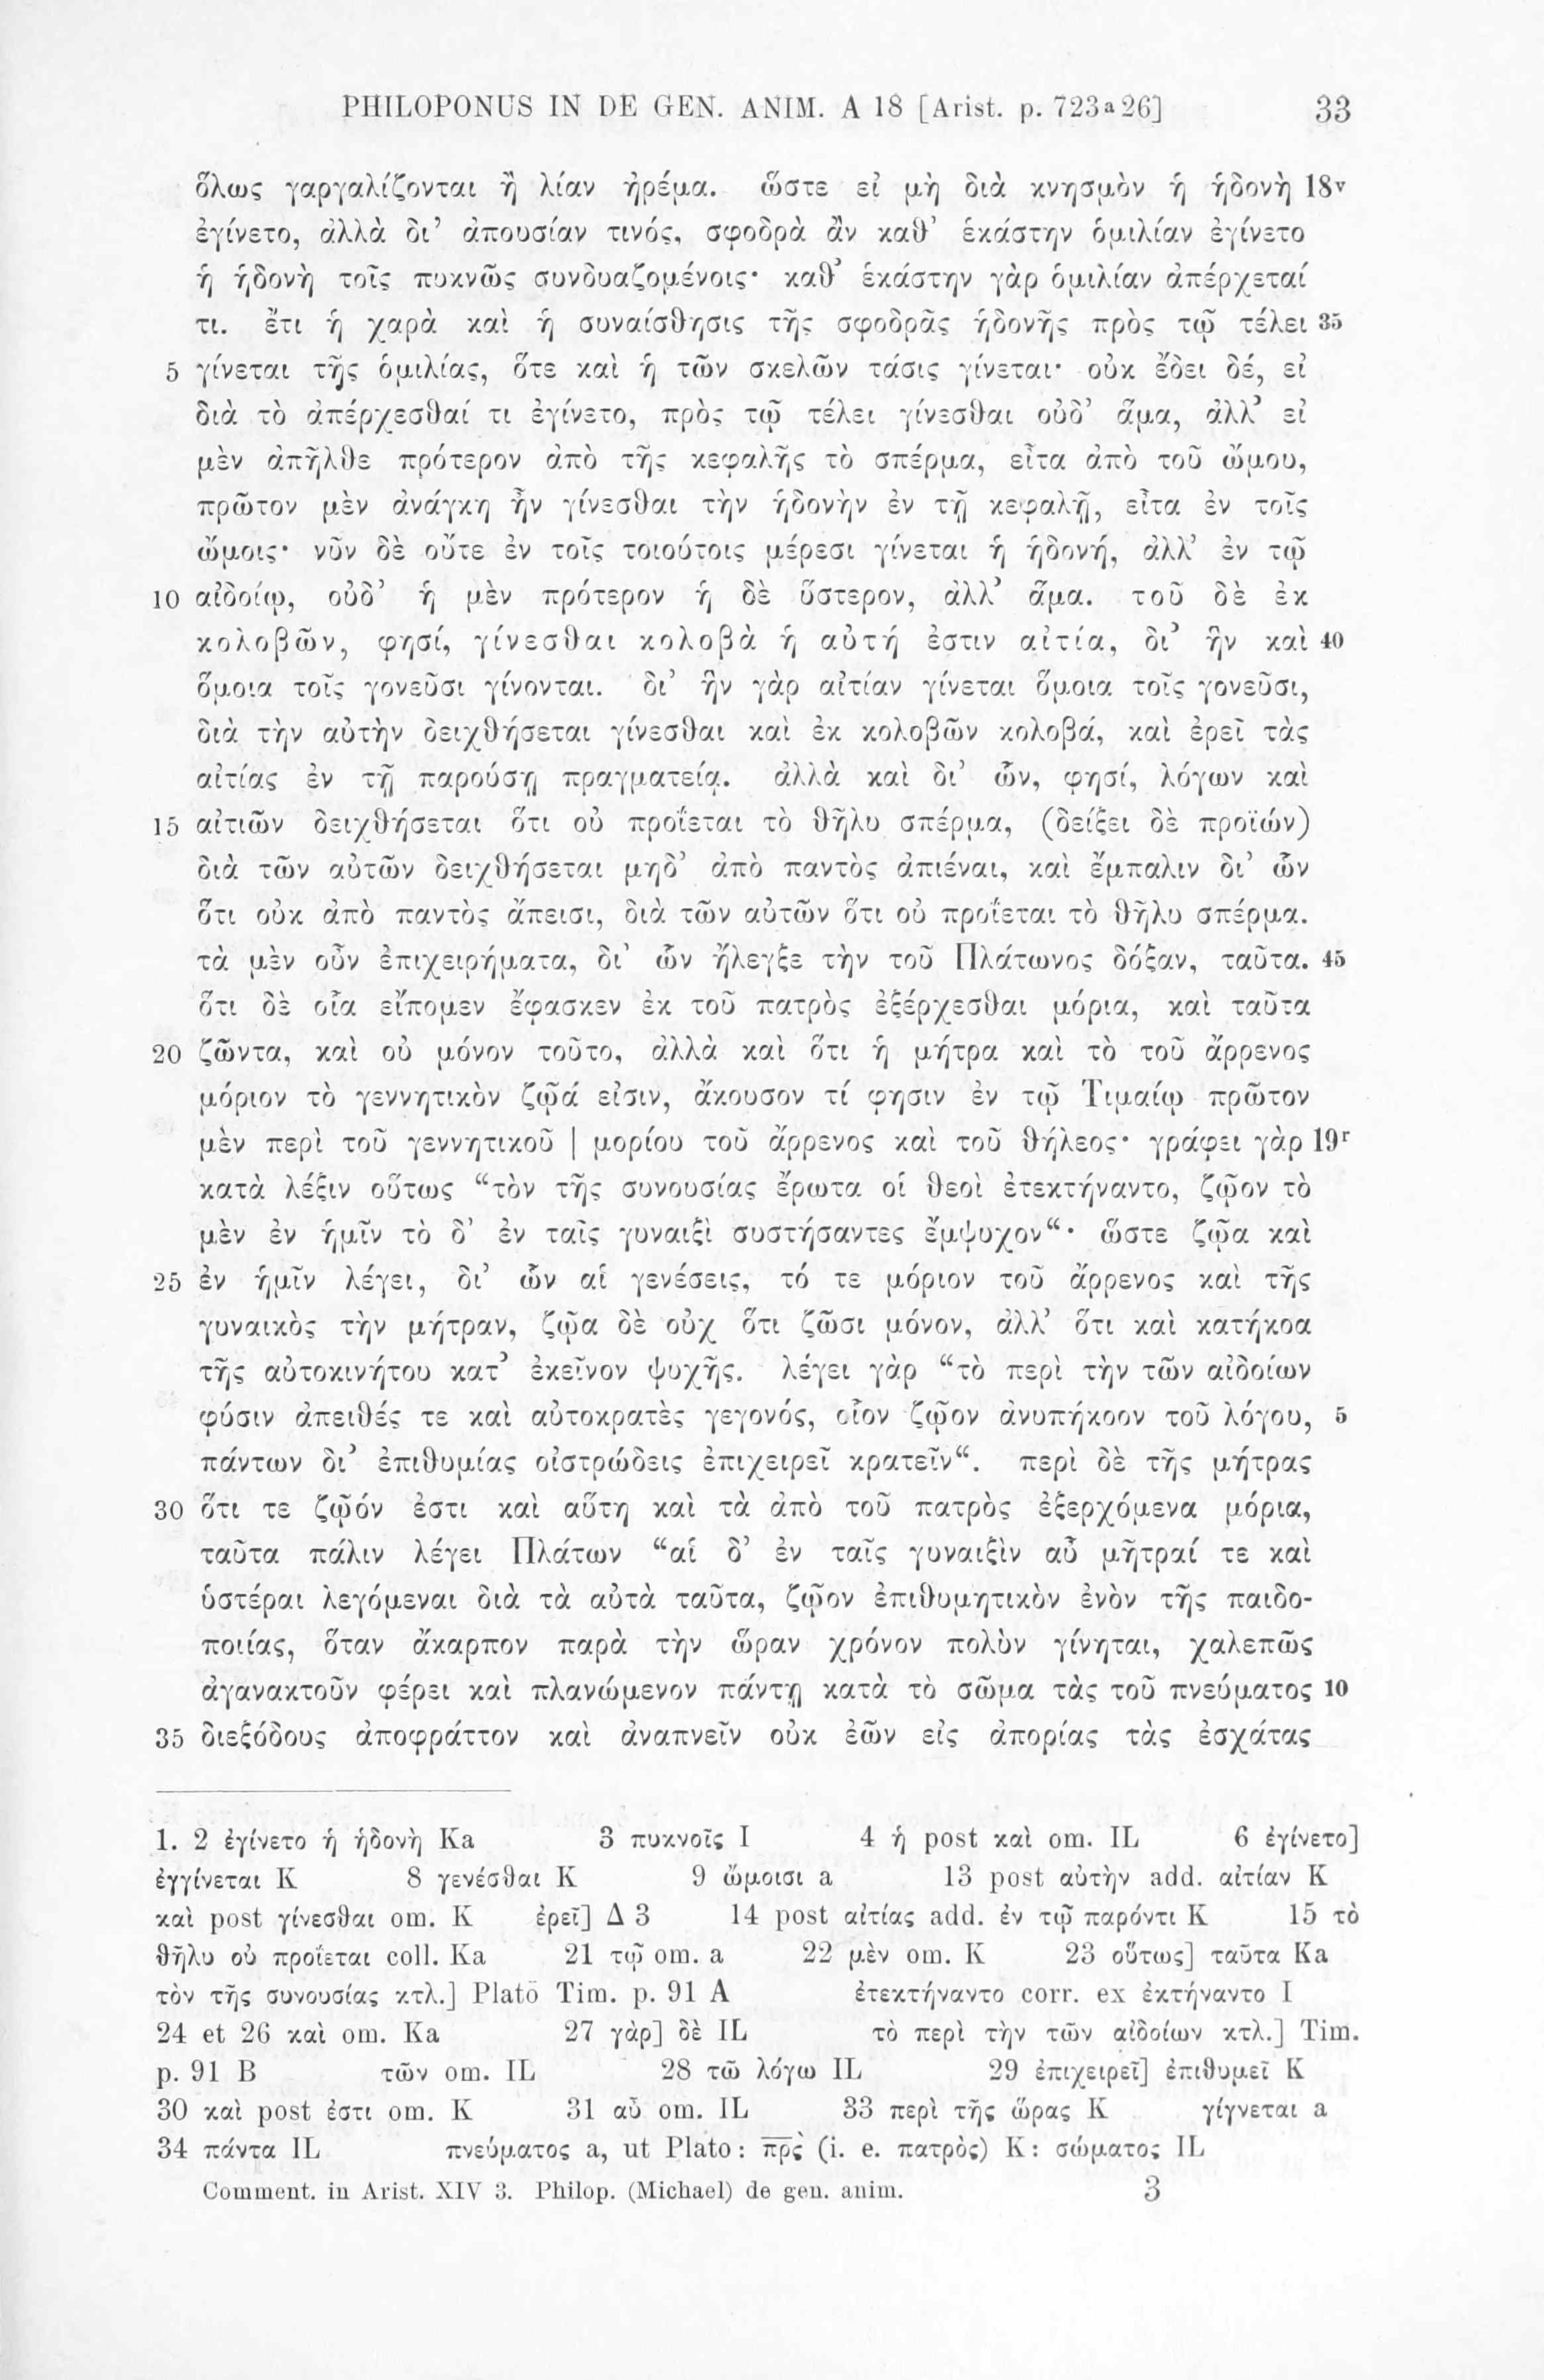 PHILOPONUS IN DE GEN. ANIM. A 18 [Arist. p. 723ᵃ26] 33
ὅλως γαργαλίζονται ἢ λίαν ἠρέμα. ὥστε εἰ μὴ διὰ κνησμὸν ἡ ἡδονὴ 18ᵛ
ἐγίνετο, ἀλλὰ δι’ ἀπουσίαν τινός, σφοδρὰ ἂν καθ’ ἑκάστην ὁμιλίαν ἐγίνετο
ἡ ἡδονὴ τοῖς πυκνῶς συνδυαζομένοις· καθ’ ἑκάστην γὰρ ὁμιλίαν ἀπέρχεταί
τι. ἔτι ἡ χαρὰ καὶ ἡ συναίσθησις τῆς σφοδρᾶς ἡδονῆς πρὸς τῷ τέλει 35
5 γίνεται τῆς ὁμιλίας, ὅτε καὶ ἡ τῶν σκελῶν τάσις γίνεται· οὐκ ἔδει δέ, εἰ
διὰ τὸ ἀπέρχεσθαί τι ἐγίνετο, πρὸς τῷ τέλει γίνεσθαι οὐδ’ ἅμα, ἀλλ’ εἰ
μὲν ἀπῆλθε πρότερον ἀπὸ τῆς κεφαλῆς τὸ σπέρμα, εἶτα ἀπὸ τοῦ ὤμου,
πρῶτον μὲν ἀνάγκη ἦν γίνεσθαι τὴν ἡδονὴν ἐν τῇ κεφαλῇ, εἶτα ἐν τοῖς
ὤμοις· νῦν δὲ οὔτε ἐν τοῖς τοιούτοις μέρεσι γίνεται ἡ ἡδονή, ἀλλ’ ἐν τῷ
10 αἰδοίῳ, οὐδ’ ἡ μὲν πρότερον ἡ δὲ ὕστερον, ἀλλ’ ἅμα. τοῦ δὲ ἐκ
κολοβῶν, φησί, γίνεσθαι κολοβὰ ἡ αὐτή ἐστιν αἰτία, δι’ ἣν καὶ 40
ὅμοια τοῖς γονεῦσι γίνονται. δι’ ἣν γὰρ αἰτίαν γίνεται ὅμοια τοῖς γονεῦσι,
διὰ τὴν αὐτὴν δειχθήσεται γίνεσθαι καὶ ἐκ κολοβῶν κολοβά, καὶ ἐρεῖ τὰς
αἰτίας ἐν τῇ παρούσῃ πραγματείᾳ. ἀλλὰ καὶ δι’ ὧν, φησί, λόγων καὶ
15 αἰτιῶν δειχθήσεται ὅτι οὐ προΐεται τὸ θῆλυ σπέρμα, (δείξει δὲ προϊών)
διὰ τῶν αὐτῶν δειχθήσεται μηδ’ ἀπὸ παντὸς ἀπιέναι, καὶ ἔμπαλιν δι’ ὧν
ὅτι οὐκ ἀπὸ παντὸς ἄπεισι, διὰ τῶν αὐτῶν ὅτι οὐ προΐεται τὸ θῆλυ σπέρμα.
τὰ μὲν οὖν ἐπιχειρήματα, δι’ ὧν ἤλεγξε τὴν τοῦ Πλάτωνος δόξαν, ταῦτα. 45
ὅτι δὲ οἷα εἴπομεν ἔφασκεν ἐκ τοῦ πατρὸς ἐξέρχεσθαι μόρια, καὶ ταῦτα
20 ζῶντα, καὶ οὐ μόνον τοῦτο, ἀλλὰ καὶ ὅτι ἡ μήτρα καὶ τὸ τοῦ ἄρρενος
μόριον τὸ γεννητικὸν ζῷά εἰσιν, ἄκουσον τί φησιν ἐν τῷ Τιμαίῳ πρῶτον
μὲν περὶ τοῦ γεννητικοῦ | μορίου τοῦ ἄρρενος καὶ τοῦ θήλεος· γράφει γὰρ 19ʳ
κατὰ λέξιν οὕτως “τὸν τῆς συνουσίας ἔρωτα οἱ θεοὶ ἐτεκτήναντο, ζῷον τὸ
μὲν ἐν ἡμῖν τὸ δ’ ἐν ταῖς γυναιξὶ συστήσαντες ἔμψυχον“· ὥστε ζῷα καὶ
25 ἐν ἡμῖν λέγει, δι’ ὧν αἱ γενέσεις, τό τε μόριον τοῦ ἄρρενος καὶ τῆς
γυναικὸς τὴν μήτραν, ζῷα δὲ οὐχ ὅτι ζῶσι μόνον, ἀλλ’ ὅτι καὶ κατήκοα
τῆς αὐτοκινήτου κατ’ ἐκεῖνον ψυχῆς. λέγει γὰρ “τὸ περὶ τὴν τῶν αἰδοίων
φύσιν ἀπειθές τε καὶ αὐτοκρατὲς γεγονός, οἷον ζῷον ἀνυπήκοον τοῦ λόγου, 5
πάντων δι’ ἐπιθυμίας οἰστρώδεις ἐπιχειρεῖ κρατεῖν“. περὶ δὲ τῆς μήτρας
30 ὅτι τε ζῷόν ἐστι καὶ αὕτη καὶ τὰ ἀπὸ τοῦ πατρὸς ἐξερχόμενα μόρια,
ταῦτα πάλιν λέγει Πλάτων “αἱ δ’ ἐν ταῖς γυναιξὶν αὖ μῆτραί τε καὶ
ὑστέραι λεγόμεναι διὰ τὰ αὐτὰ ταῦτα, ζῷον ἐπιθυμητικὸν ἐνὸν τῆς παιδο-
ποιίας, ὅταν ἄκαρπον παρὰ τὴν ὥραν χρόνον πολὺν γίνηται, χαλεπῶς
ἀγανακτοῦν φέρει καὶ πλανώμενον πάντῃ κατὰ τὸ σῶμα τὰς τοῦ πνεύματος 10
35 διεξόδους ἀποφράττον καὶ ἀναπνεῖν οὐκ ἐῶν εἰς ἀπορίας τὰς ἐσχάτας
1. 2 ἐγίνετο ἡ ἡδονὴ Ka 3 πυκνοῖς I 4 ἡ post καὶ om. IL 6 ἐγίνετο]
ἐγγίνεται K 8 γενέσθαι K 9 ὤμοισι a 13 post αὐτὴν add. αἰτίαν K
καὶ post γίνεσθαι om. K ἐρεῖ] Δ 3 14 post αἰτίας add. ἐν τῷ παρόντι K 15 τὸ
θῆλυ οὐ προΐεται coll. Ka 21 τῷ om. a 22 μὲν om. K 23 οὕτως] ταῦτα Ka
τὸν τῆς συνουσίας κτλ.] Plato Tim. p. 91 A ἐτεκτήναντο corr. ex ἐκτήναντο I
24 et 26 καὶ om. Ka 27 γὰρ] δὲ IL τὸ περὶ τὴν τῶν αἰδοίων κτλ.] Tim.
p. 91 B τῶν om. IL 28 τῶ λόγω IL 29 ἐπιχειρεῖ] ἐπιθυμεῖ K
30 καὶ post ἐστι om. K 31 αὖ om. IL 33 περὶ τῆς ὥρας K γίγνεται a
34 πάντα IL πνεύματος a, ut Plato: π̅ρ̅ς̀ (i. e. πατρὸς) K: σώματος IL
Comment. in Arist. XIV 3. Philop. (Michael) de gen. anim. 3